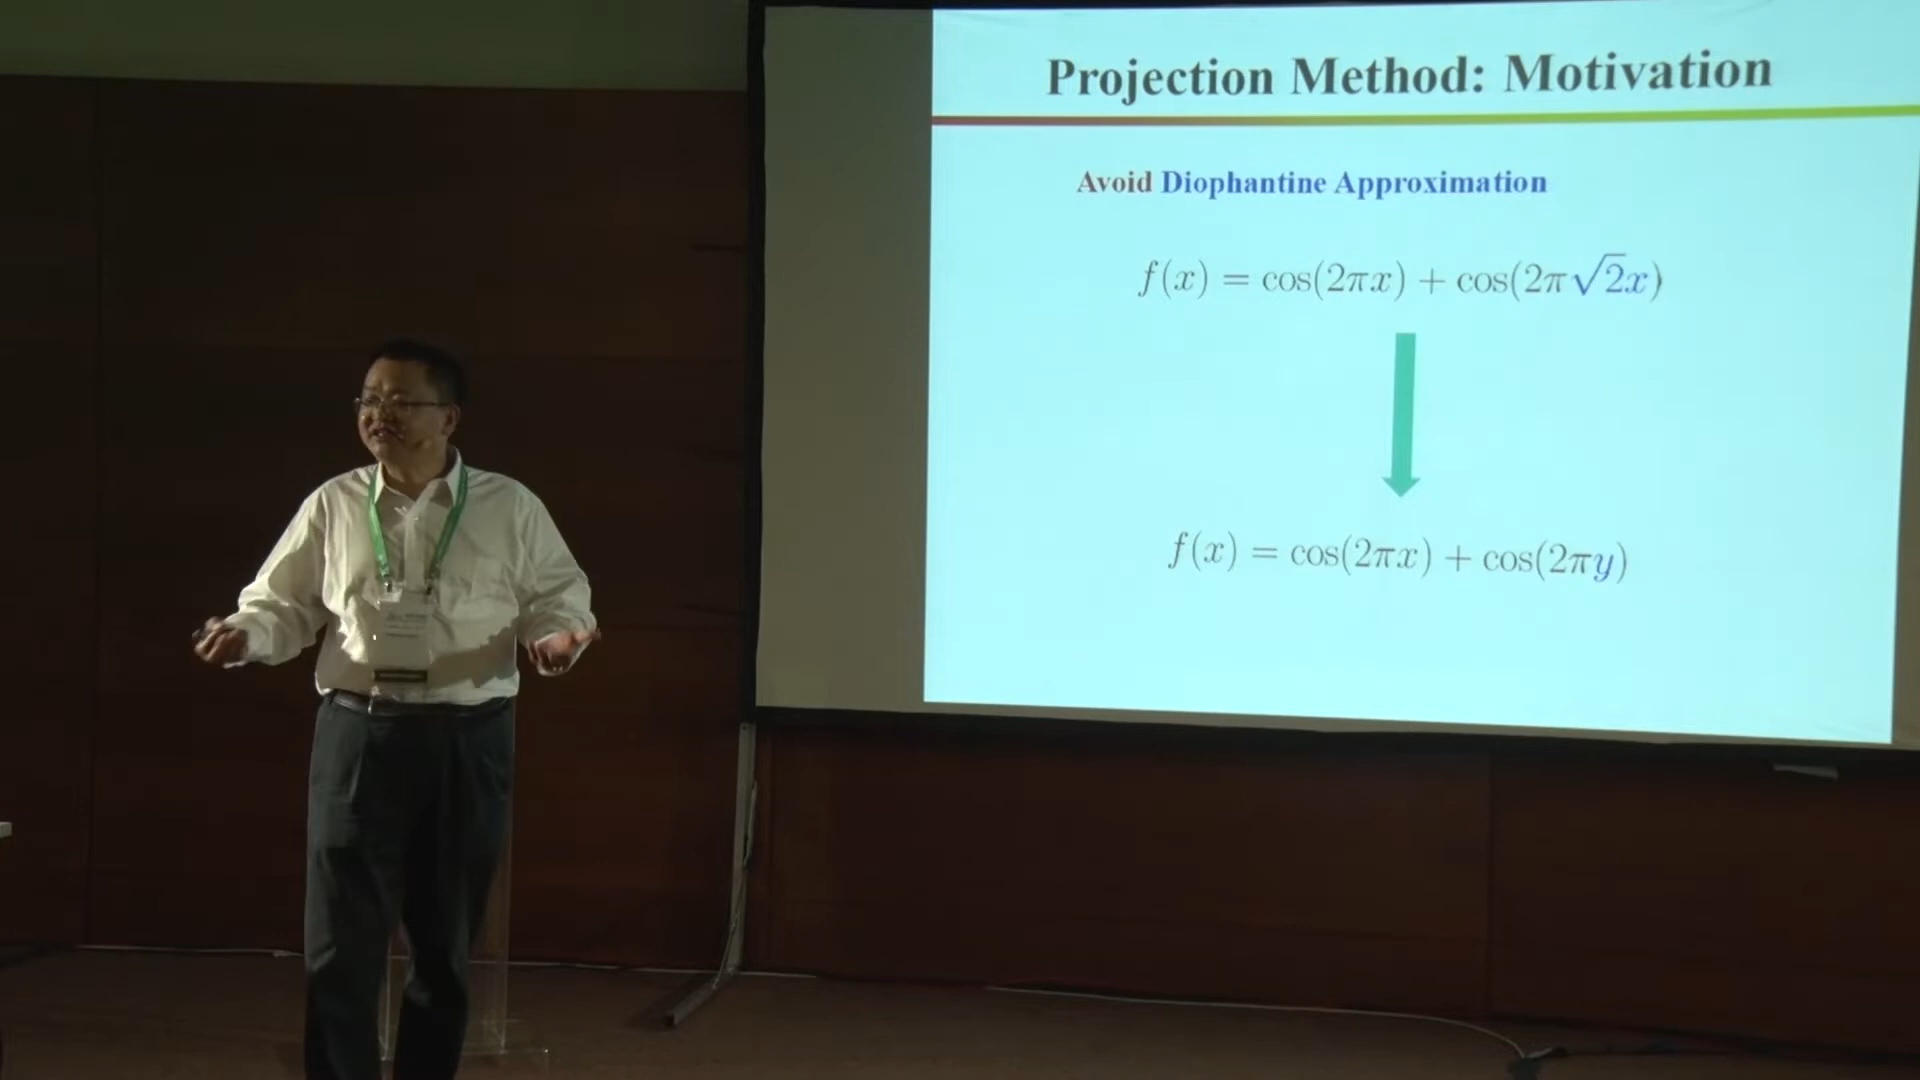 Projection Method: Motivation
Avoid Diophantine Approximation
f(x) = cos(2πx) + cos(2π√2x)
f(x) = cos(2πx) + cos(2πy)